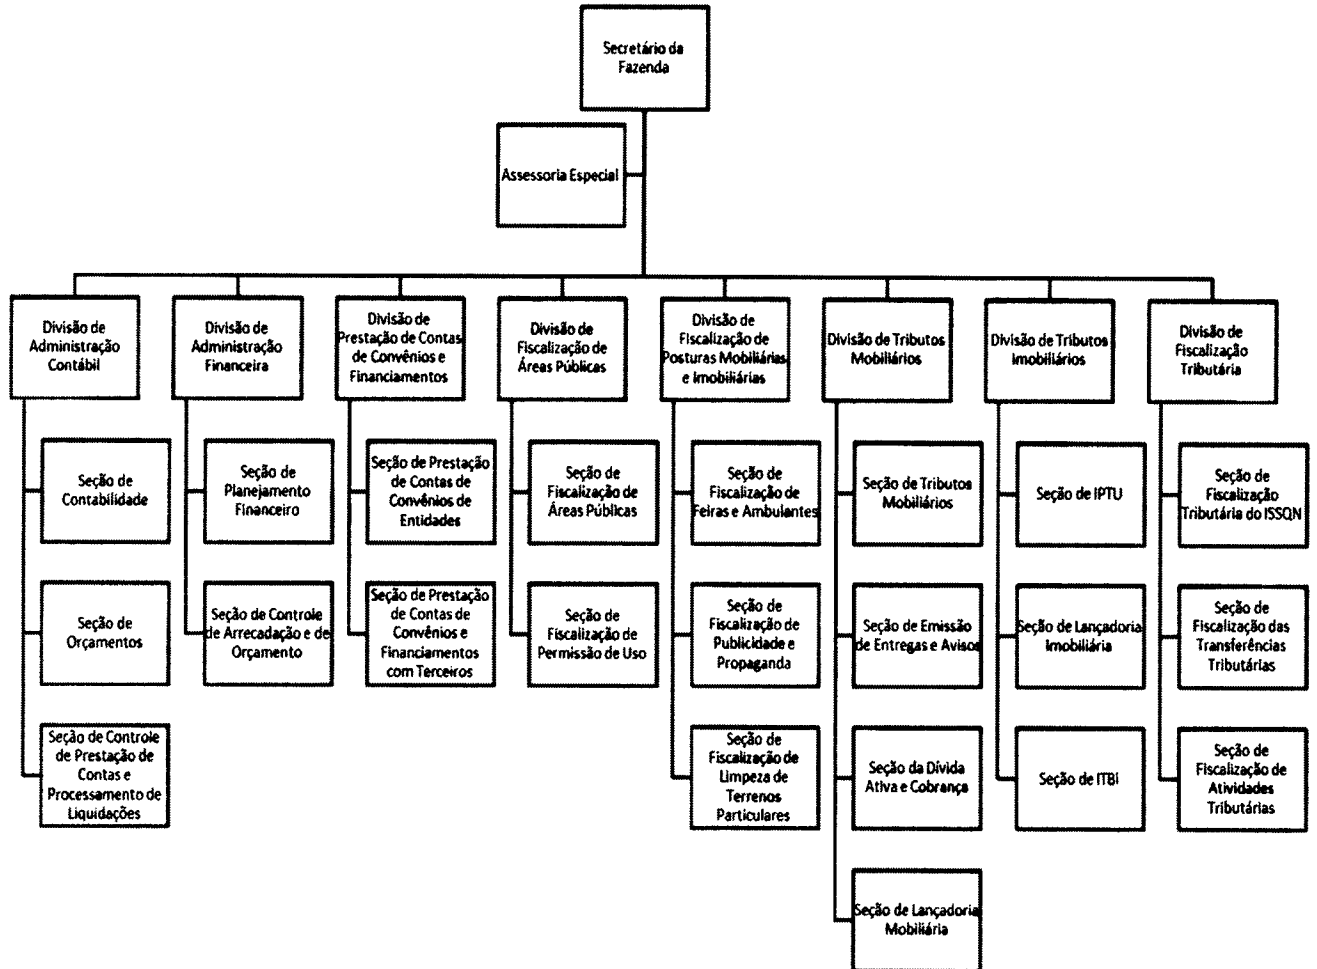 Secretário da
Fazenda
Assessoria Especial
Divisão de
Administração
Contábil
Divisão de
Administração
Financeira
Divisão de
Prestação de Contas
de Convênios e
Financiamentos
Divisão de
Fiscalização de
Áreas Públicas
Divisão de
Fiscalização de
Posturas Mobiliárias
e Imobiliárias
Divisão de Tributos
Mobiliários
Divisão de Tributos
Imobiliários
Divisão de
Fiscalização
Tributária
Seção de
Contabilidade
Seção de
Planejamento
Financeiro
Seção de Prestação
de Contas de
Convênios de
Entidades
Seção de
Fiscalização de
Áreas Públicas
Seção de
Fiscalização de
Feiras e Ambulantes
Seção de Tributos
Mobiliários
Seção de IPTU
Seção de
Fiscalização
Tributária do ISSQN
Seção de
Orçamentos
Seção de Controle
de Arrecadação e de
Orçamento
Seção de Prestação
de Contas de
Convênios e
Financiamentos
com Terceiros
Seção de
Fiscalização de
Permissão de Uso
Seção de
Fiscalização de
Publicidade e
Propaganda
Seção de Emissão
de Entregas e Avisos
Seção de Lançadoria
Imobiliária
Seção de
Fiscalização das
Transferências
Tributárias
Seção de Controle
de Prestação de
Contas e
Processamento de
Liquidações
Seção de
Fiscalização de
Limpeza de
Terrenos
Particulares
Seção da Dívida
Ativa e Cobrança
Seção de ITBI
Seção de
Fiscalização de
Atividades
Tributárias
Seção de Lançadoria
Mobiliária